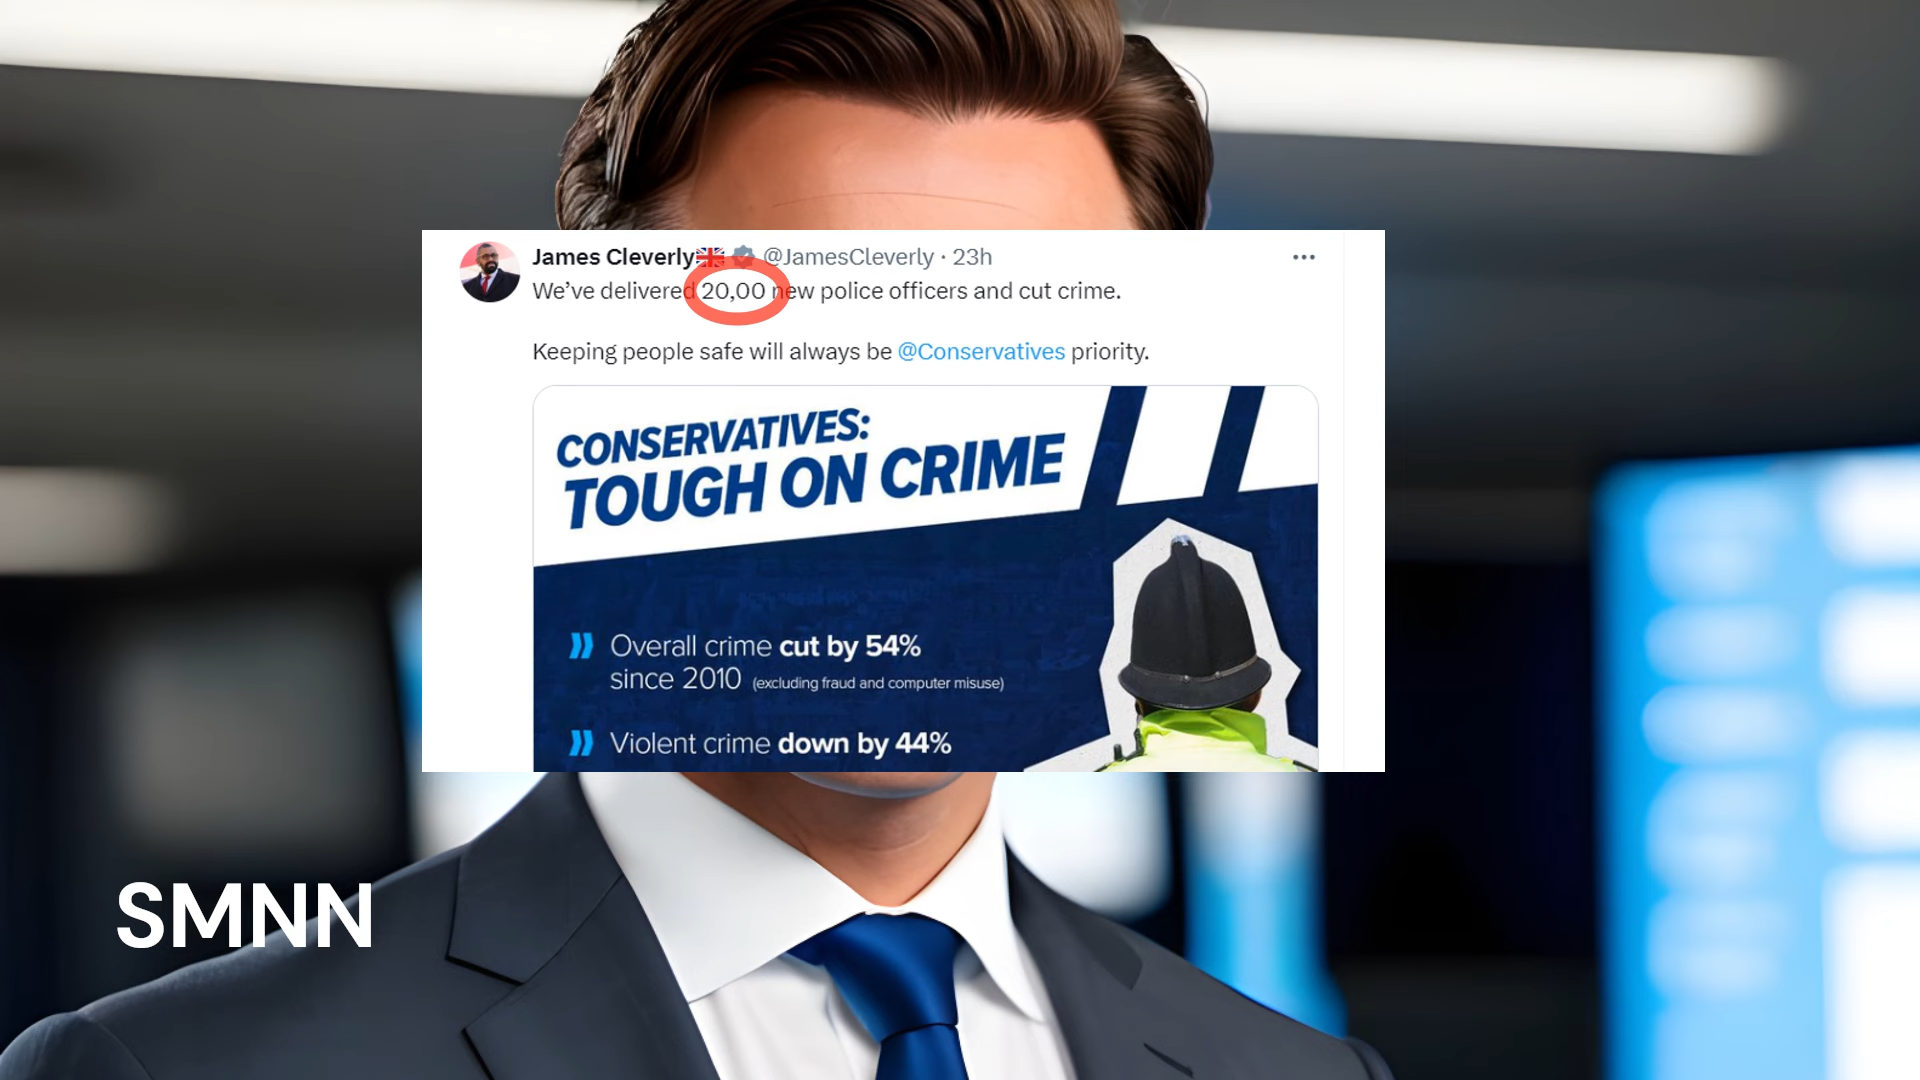 James Cleverly🇬🇧 @JamesCleverly · 23h
We’ve delivered 20,00 new police officers and cut crime.
Keeping people safe will always be @Conservatives priority.
CONSERVATIVES:
TOUGH ON CRIME
Overall crime cut by 54%
since 2010 (excluding fraud and computer misuse)
Violent crime down by 44%
SMNN